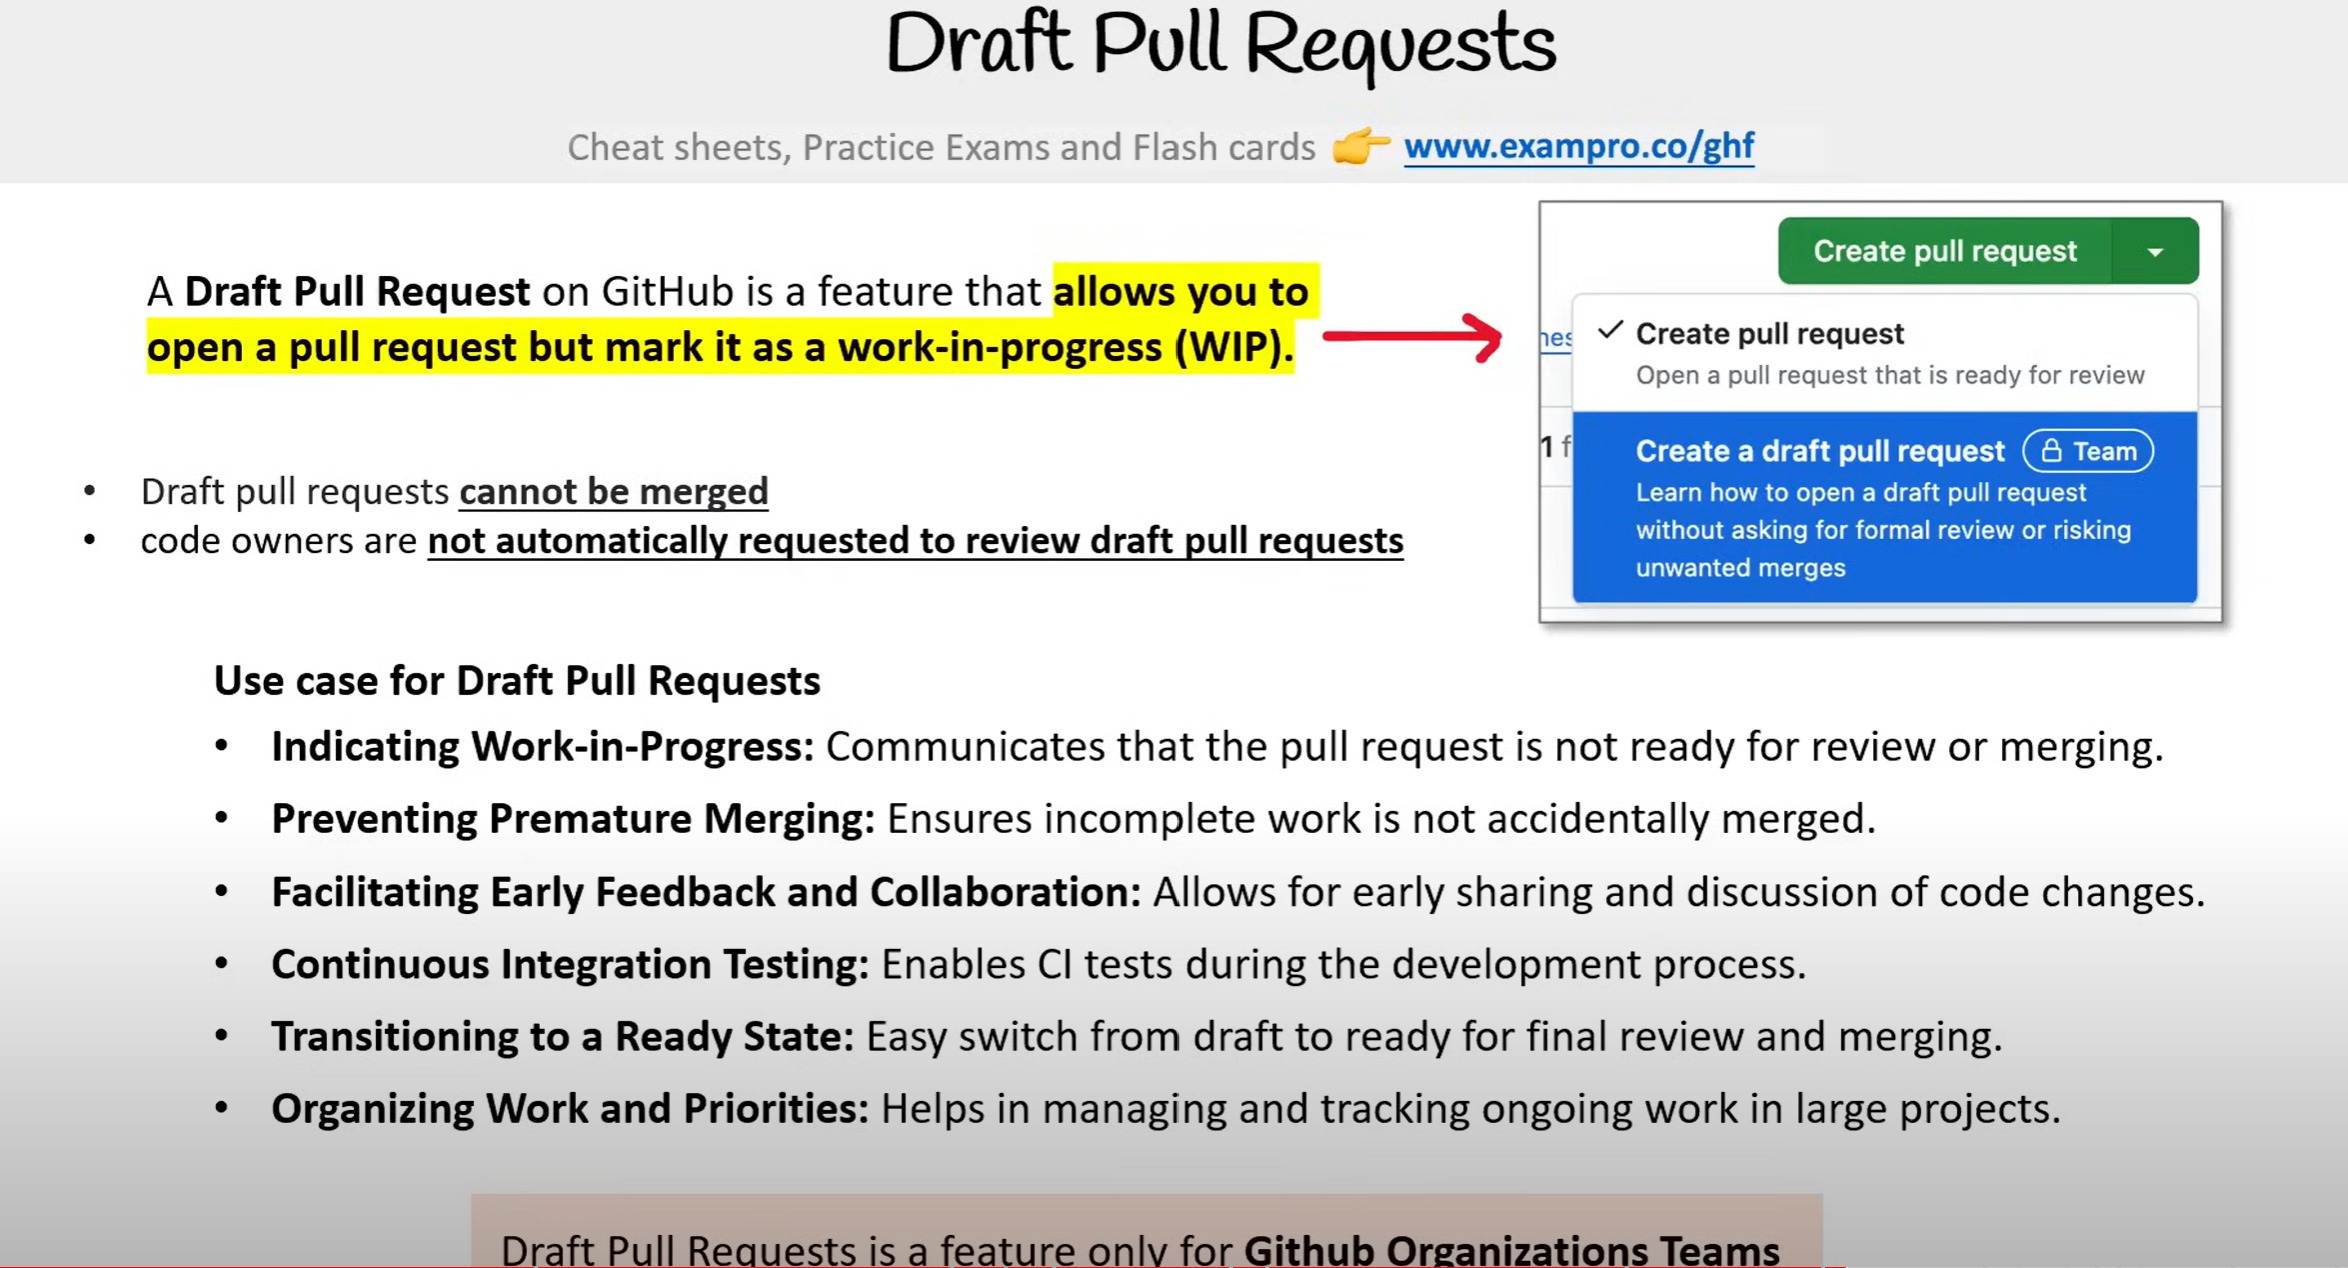 Draft Pull Requests
Cheat sheets, Practice Exams and Flash cards 👉 www.exampro.co/ghf
A Draft Pull Request on GitHub is a feature that allows you to
open a pull request but mark it as a work-in-progress (WIP).
• Draft pull requests cannot be merged
• code owners are not automatically requested to review draft pull requests
Create pull request
Create pull request
Open a pull request that is ready for review
Create a draft pull request Team
Learn how to open a draft pull request
without asking for formal review or risking
unwanted merges
Use case for Draft Pull Requests
• Indicating Work-in-Progress: Communicates that the pull request is not ready for review or merging.
• Preventing Premature Merging: Ensures incomplete work is not accidentally merged.
• Facilitating Early Feedback and Collaboration: Allows for early sharing and discussion of code changes.
• Continuous Integration Testing: Enables CI tests during the development process.
• Transitioning to a Ready State: Easy switch from draft to ready for final review and merging.
• Organizing Work and Priorities: Helps in managing and tracking ongoing work in large projects.
Draft Pull Requests is a feature only for Github Organizations Teams